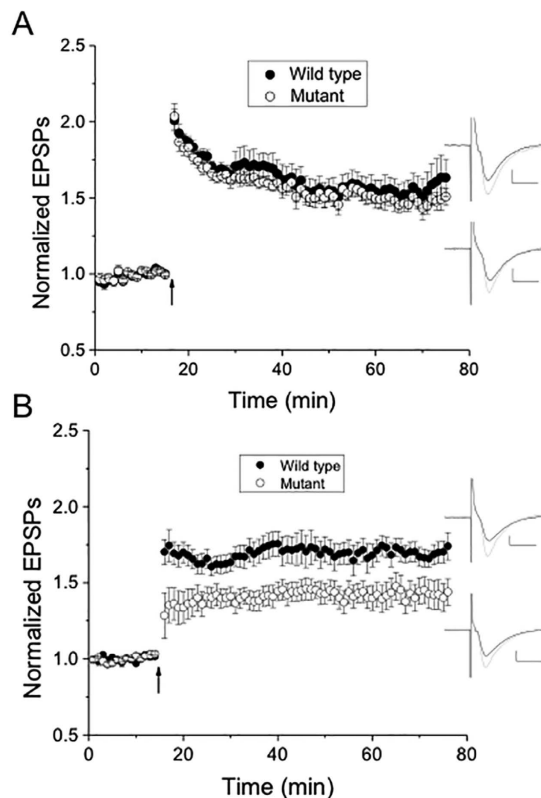 A
2.5
Wild type
Mutant
2.0
1.5
1.0
0.5
Normalized EPSPs
0 20 40 60 80
Time (min)
B
2.5
Wild type
Mutant
2.0
1.5
1.0
0.5
Normalized EPSPs
0 20 40 60 80
Time (min)